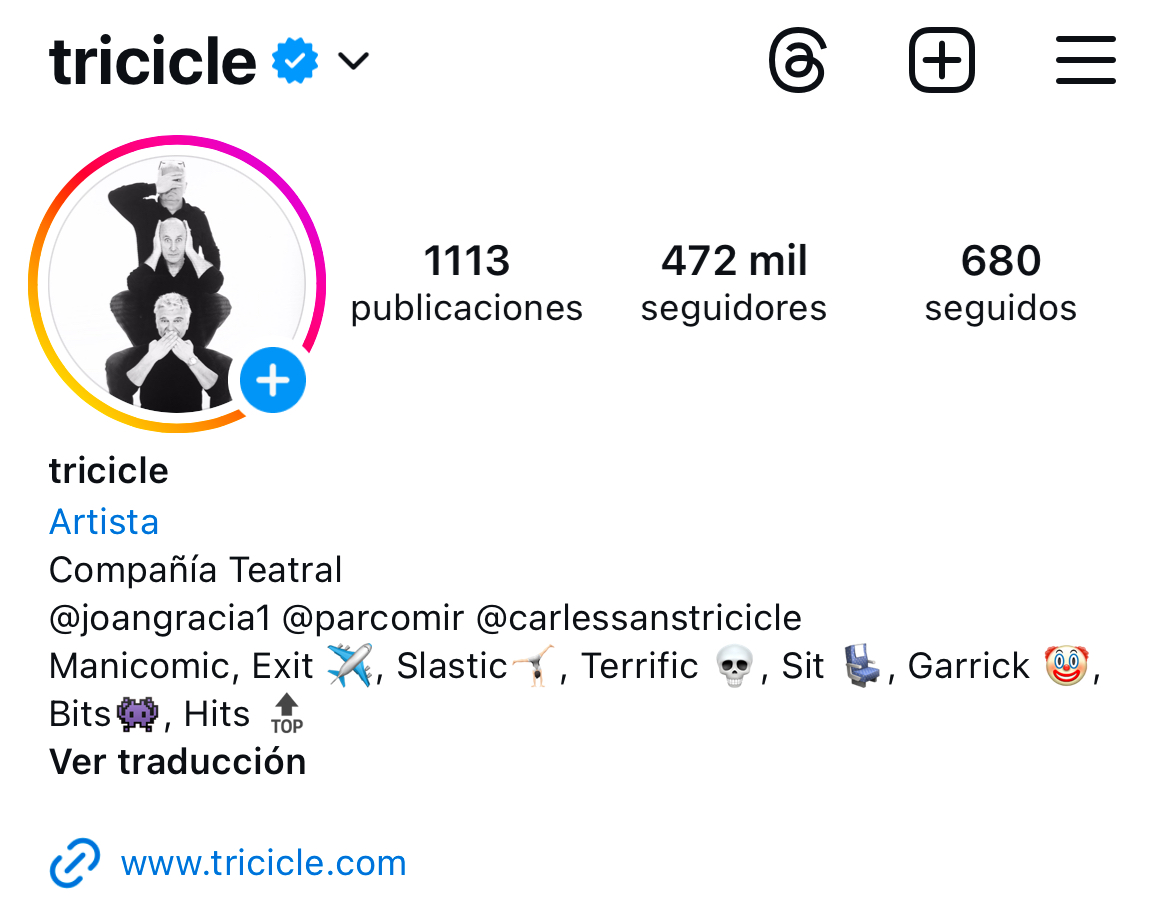 tricicle
1113
publicaciones
472 mil
seguidores
680
seguidos
tricicle
Artista
Compañía Teatral
@joangracia1 @parcomir @carlessanstricicle
Manicomic, Exit ✈️, Slastic🤸🏻‍♂️, Terrific 💀, Sit 💺, Garrick 🤡,
Bits👾, Hits 🔝
Ver traducción
www.tricicle.com